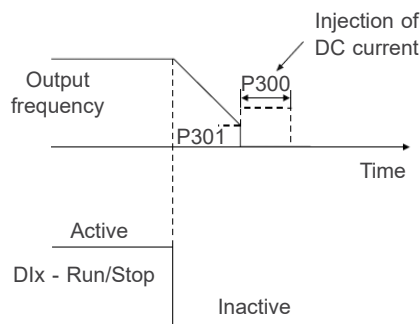 Injection of
DC current
Output
frequency
P300
P301
Time
Active
DIx - Run/Stop
Inactive